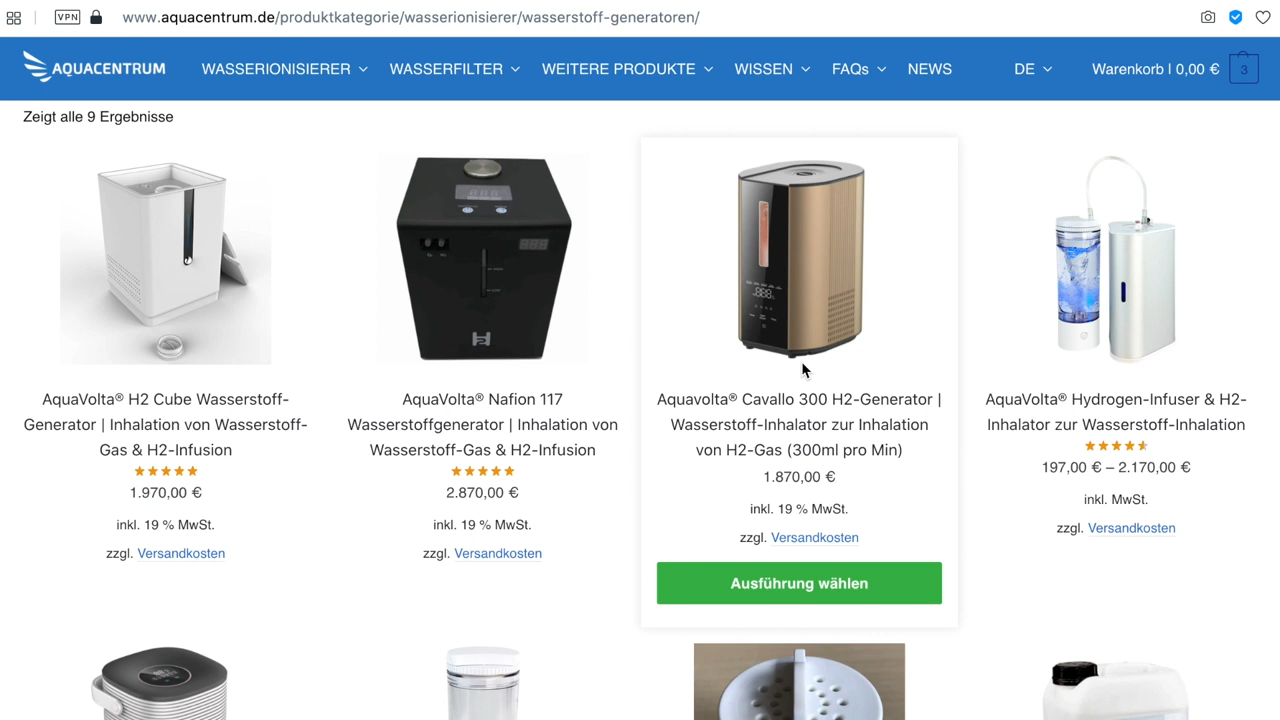 VPN
www.aquacentrum.de/produktkategorie/wasserionisierer/wasserstoff-generatoren/
AQUACENTRUM
WASSERIONISIERER
WASSERFILTER
WEITERE PRODUKTE
WISSEN
FAQs
NEWS
DE
Warenkorb | 0,00 €
3
Zeigt alle 9 Ergebnisse
H2
AquaVolta® H2 Cube Wasserstoff-
Generator | Inhalation von Wasserstoff-
Gas & H2-Infusion
1.970,00 €
inkl. 19 % MwSt.
zzgl. Versandkosten
AquaVolta® Nafion 117
Wasserstoffgenerator | Inhalation von
Wasserstoff-Gas & H2-Infusion
2.870,00 €
inkl. 19 % MwSt.
zzgl. Versandkosten
Aquavolta® Cavallo 300 H2-Generator |
Wasserstoff-Inhalator zur Inhalation
von H2-Gas (300ml pro Min)
1.870,00 €
inkl. 19 % MwSt.
zzgl. Versandkosten
Ausführung wählen
AquaVolta® Hydrogen-Infuser & H2-
Inhalator zur Wasserstoff-Inhalation
197,00 € – 2.170,00 €
inkl. MwSt.
zzgl. Versandkosten